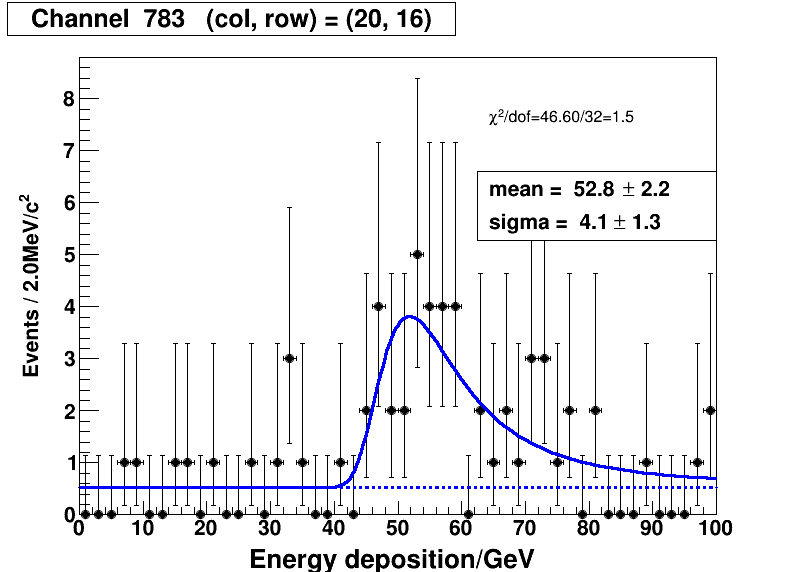 Channel 783 (col, row) = (20, 16)
χ²/dof=46.60/32=1.5
mean = 52.8 ± 2.2
sigma = 4.1 ± 1.3
Events / 2.0MeV/c²
8
7
6
5
4
3
2
1
0
0 10 20 30 40 50 60 70 80 90 100
Energy deposition/GeV